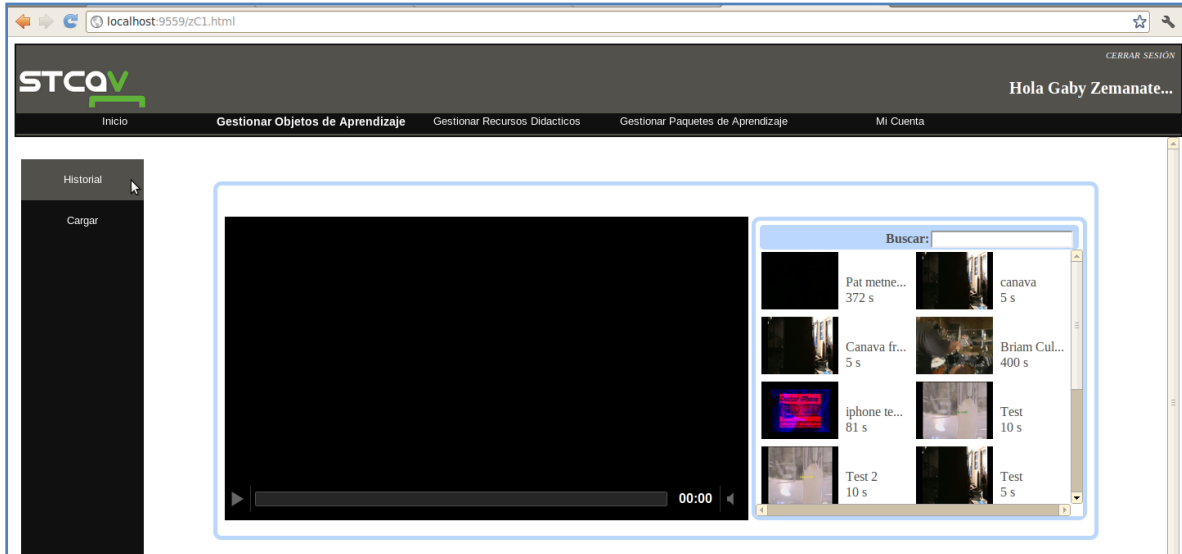 localhost:9559/zC1.html
CERRAR SESIÓN
STCAV
Hola Gaby Zemanate...
Inicio
Gestionar Objetos de Aprendizaje
Gestionar Recursos Didacticos
Gestionar Paquetes de Aprendizaje
Mi Cuenta
Historial
Cargar
Buscar:
Pat metne...
372 s
canava
5 s
Canava fr...
5 s
Briam Cul...
400 s
iphone te...
81 s
Test
10 s
Test 2
10 s
Test
5 s
00:00